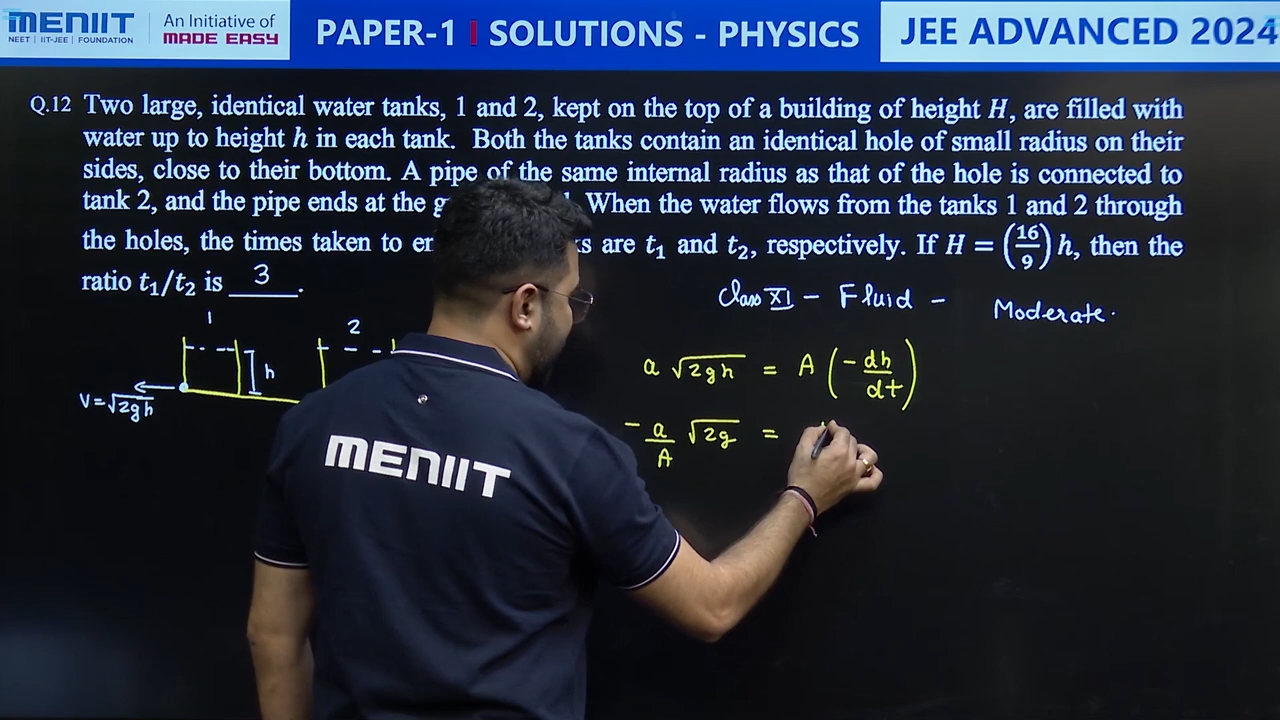 MENIIT
NEET | IIT-JEE | FOUNDATION
An Initiative of
MADE EASY
PAPER-1 | SOLUTIONS - PHYSICS
JEE ADVANCED 2024
Q.12 Two large, identical water tanks, 1 and 2, kept on the top of a building of height H, are filled with
water up to height h in each tank. Both the tanks contain an identical hole of small radius on their
sides, close to their bottom. A pipe of the same internal radius as that of the hole is connected to
tank 2, and the pipe ends at the When the water flows from the tanks 1 and 2 through
the holes, the times taken to are t₁ and t₂, respectively. If H = (16/9) h, then the
ratio t₁/t₂ is 3.
Class XI - Fluid - Moderate.
1
2
h
V = √2gh
a √2gh = A (-dh/dt)
-a/A √2g =
MENIIT